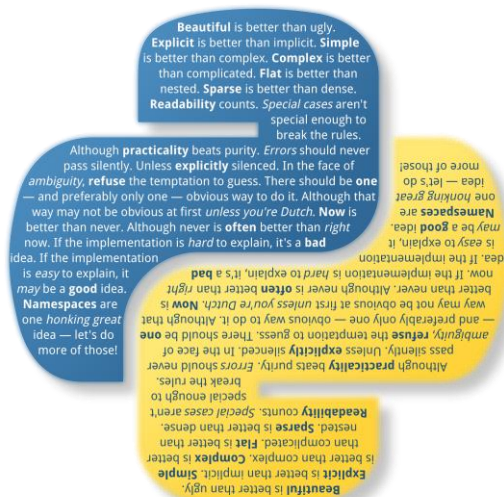 Beautiful is better than ugly.
Explicit is better than implicit. Simple
is better than complex. Complex is better
than complicated. Flat is better than
nested. Sparse is better than dense.
Readability counts. Special cases aren't
special enough to
break the rules.
Although practicality beats purity. Errors should never
pass silently. Unless explicitly silenced. In the face of
ambiguity, refuse the temptation to guess. There should be one
— and preferably only one — obvious way to do it. Although that
way may not be obvious at first unless you're Dutch. Now is
better than never. Although never is often better than right
now. If the implementation is hard to explain, it's a bad
idea. If the implementation
is easy to explain, it
may be a good idea.
Namespaces are
one honking great
idea — let's do
more of those!
Beautiful is better than ugly.
Explicit is better than implicit. Simple
is better than complex. Complex is better
than complicated. Flat is better than
nested. Sparse is better than dense.
Readability counts. Special cases aren't
special enough to
break the rules.
Although practicality beats purity. Errors should never
pass silently. Unless explicitly silenced. In the face of
ambiguity, refuse the temptation to guess. There should be one
— and preferably only one — obvious way to do it. Although that
way may not be obvious at first unless you're Dutch. Now is
better than never. Although never is often better than right
now. If the implementation is hard to explain, it's a bad
idea. If the implementation
is easy to explain, it
may be a good idea.
Namespaces are
one honking great
idea — let's do
more of those!